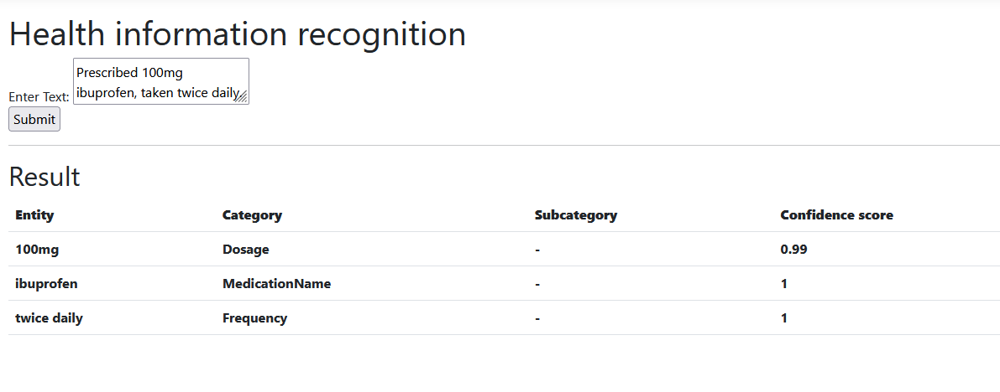 Health information recognition
Prescribed 100mg
Enter Text: ibuprofen, taken twice daily
Submit
Result
Entity Category Subcategory Confidence score
100mg Dosage - 0.99
ibuprofen MedicationName - 1
twice daily Frequency - 1